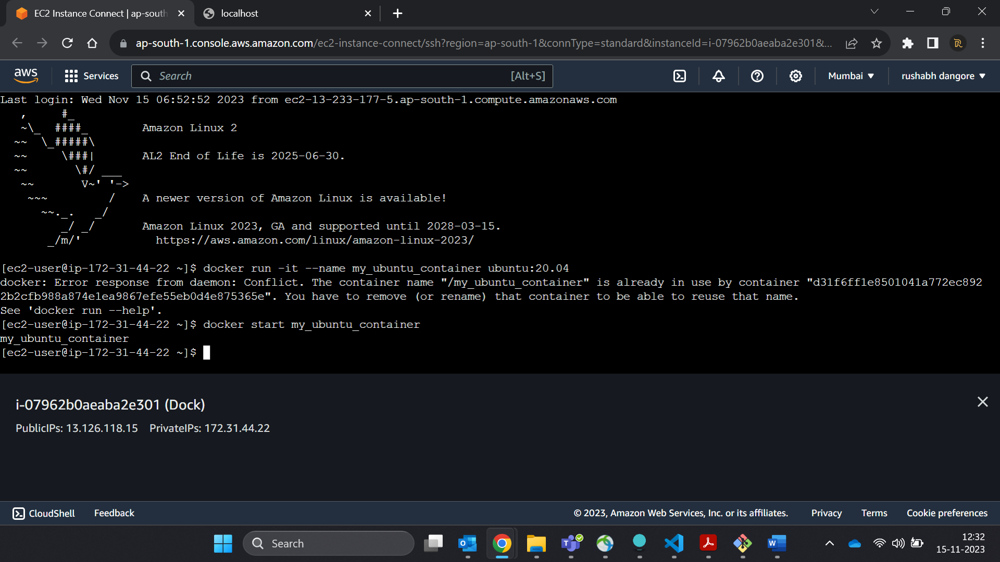 EC2 Instance Connect | ap-south
localhost
ap-south-1.console.aws.amazon.com/ec2-instance-connect/ssh?region=ap-south-1&connType=standard&instanceId=i-07962b0aeaba2e301&...
aws
Services
Search
[Alt+S]
Mumbai
rushabh dangore
Last login: Wed Nov 15 06:52:52 2023 from ec2-13-233-177-5.ap-south-1.compute.amazonaws.com
   ,     #_
   ~\_  ####_        Amazon Linux 2
  ~~  \_#####\
  ~~     \###|       AL2 End of Life is 2025-06-30.
  ~~       \#/ ___
   ~~       V~' '->
    ~~~         /    A newer version of Amazon Linux is available!
      ~~._.   _/
         _/ _/       Amazon Linux 2023, GA and supported until 2028-03-15.
       _/m/'           https://aws.amazon.com/linux/amazon-linux-2023/
[ec2-user@ip-172-31-44-22 ~]$ docker run -it --name my_ubuntu_container ubuntu:20.04
docker: Error response from daemon: Conflict. The container name "/my_ubuntu_container" is already in use by container "d31f6ff1e8501041a772ec892
2b2cfb988a874e1ea9867efe55eb0d4e875365e". You have to remove (or rename) that container to be able to reuse that name.
See 'docker run --help'.
[ec2-user@ip-172-31-44-22 ~]$ docker start my_ubuntu_container
my_ubuntu_container
[ec2-user@ip-172-31-44-22 ~]$
i-07962b0aeaba2e301 (Dock)
PublicIPs: 13.126.118.15 PrivateIPs: 172.31.44.22
CloudShell
Feedback
© 2023, Amazon Web Services, Inc. or its affiliates.
Privacy
Terms
Cookie preferences
Search
12:32
15-11-2023